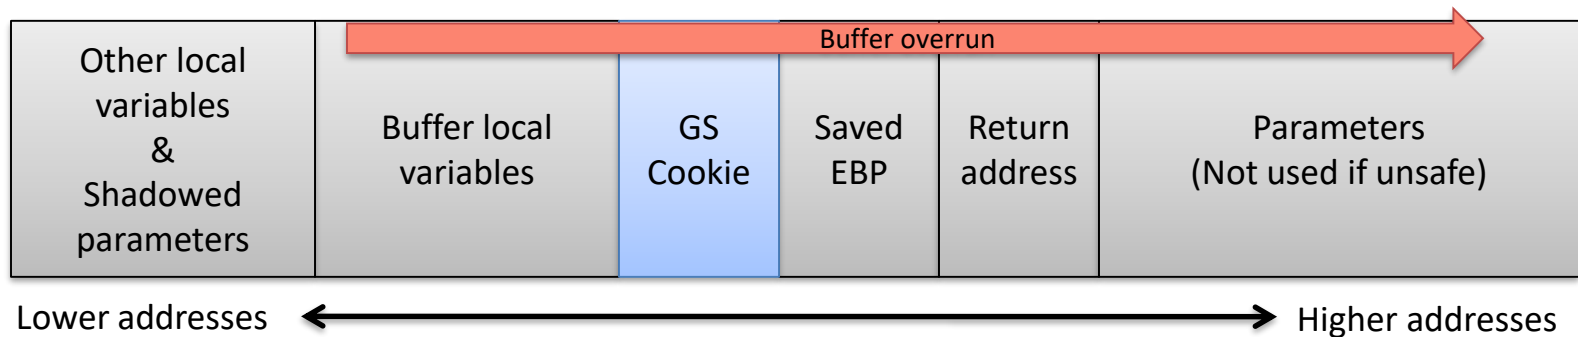 Buffer overrun
Other local
variables
&
Shadowed
parameters
Buffer local
variables
GS
Cookie
Saved
EBP
Return
address
Parameters
(Not used if unsafe)
Lower addresses
Higher addresses